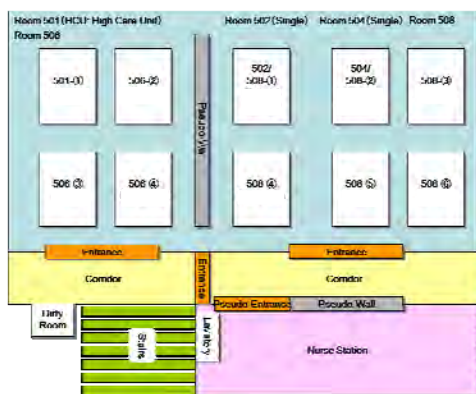 Room 501 (HCU: High Care Unit)
Room 506
Room 502 (Single)
Room 504 (Single)
Room 508
501-①
506-②
502/
508-①
504/
508-②
508-③
Pseudo Wall
506 ③
506 ④
508 ④
508 ⑤
508 ⑥
Entrance
Entrance
Corridor
Entrance
Corridor
Pseudo Entrance
Pseudo Wall
Dirty
Room
Stairs
Lavatory
Nurse Station